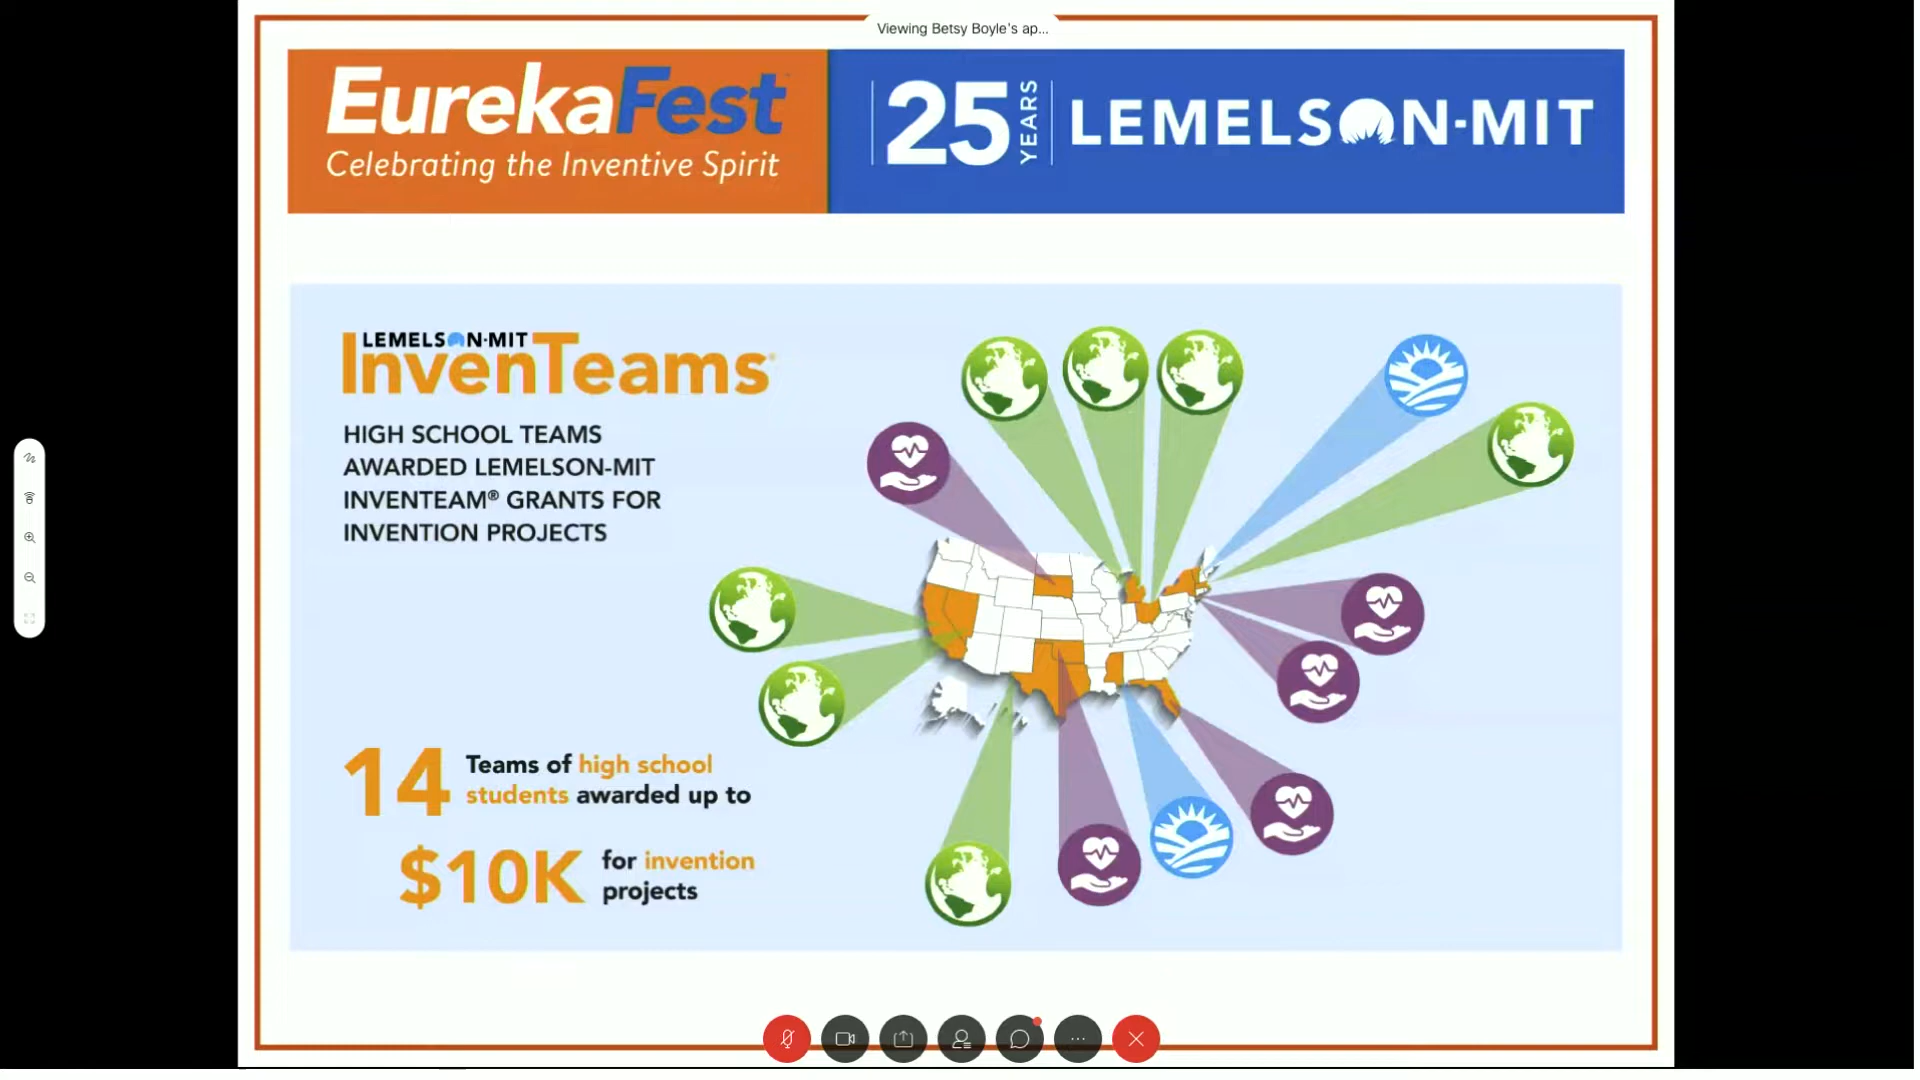 Viewing Betsy Boyle's ap...
EurekaFest
Celebrating the Inventive Spirit
25 YEARS
LEMELSON-MIT
LEMELSON-MIT
InvenTeams
HIGH SCHOOL TEAMS
AWARDED LEMELSON-MIT
INVENTEAM® GRANTS FOR
INVENTION PROJECTS
14
Teams of high school
students awarded up to
$10K
for invention
projects